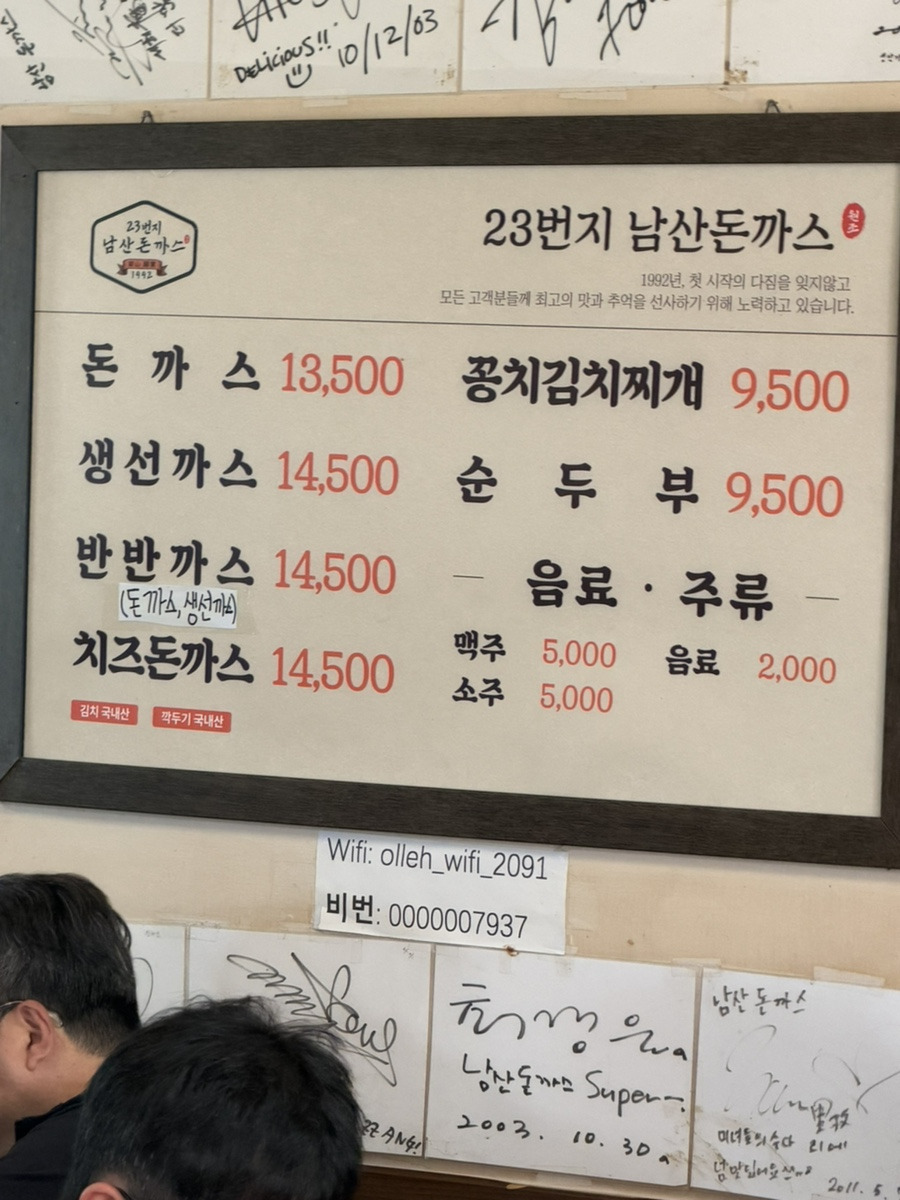 DELICIOUS!! 10/12/03
23번지
남산돈까스
1992
23번지 남산돈까스 원조
1992년, 첫 시작의 다짐을 잊지않고
모든 고객분들께 최고의 맛과 추억을 선사하기 위해 노력하고 있습니다.
돈까스 13,500
생선까스 14,500
반반까스 14,500
(돈까스,생선까스)
치즈돈까스 14,500
김치 국내산 깍두기 국내산
꽁치김치찌개 9,500
순두부 9,500
음료 · 주류
맥주 5,000 음료 2,000
소주 5,000
Wifi: olleh_wifi_2091
비번: 0000007937
남산돈까스 Super
2003. 10. 30
남산 돈까스
2011. 5.